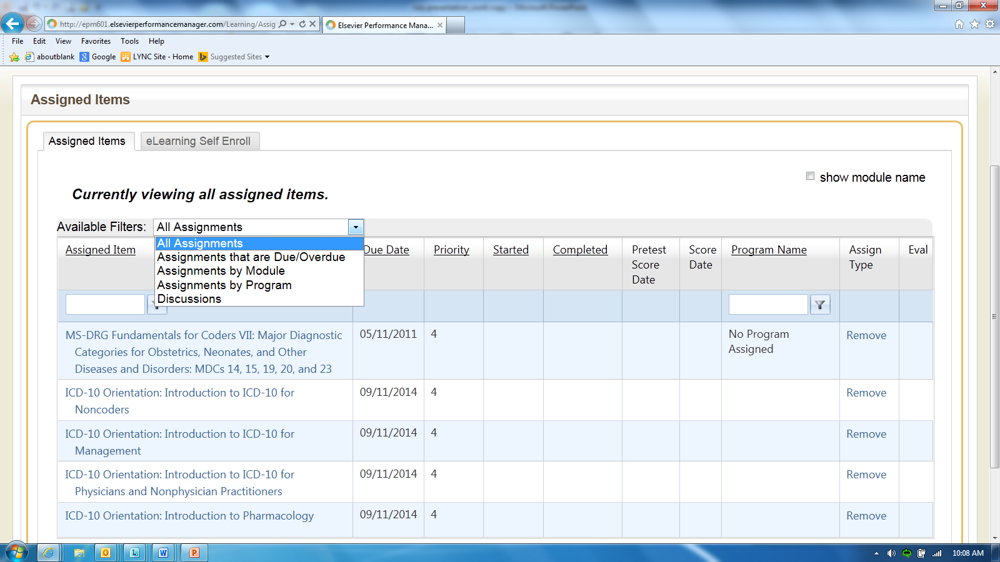 http://epm601.elsevierperformancemanager.com/Learning/Assig
Elsevier Performance Mana...
File Edit View Favorites Tools Help
aboutblank Google LYNC Site - Home Suggested Sites
Assigned Items
Assigned Items eLearning Self Enroll
show module name
Currently viewing all assigned items.
Available Filters: All Assignments
All Assignments
Assignments that are Due/Overdue
Assignments by Module
Assignments by Program
Discussions
Assigned Item Due Date Priority Started Completed Pretest Score Date Program Name Assign Eval
Score Date Type
Date
MS-DRG Fundamentals for Coders VII: Major Diagnostic 05/11/2011 4 No Program Remove
Categories for Obstetrics, Neonates, and Other Assigned
Diseases and Disorders: MDCs 14, 15, 19, 20, and 23
ICD-10 Orientation: Introduction to ICD-10 for 09/11/2014 4 Remove
Noncoders
ICD-10 Orientation: Introduction to ICD-10 for 09/11/2014 4 Remove
Management
ICD-10 Orientation: Introduction to ICD-10 for 09/11/2014 4 Remove
Physicians and Nonphysician Practitioners
ICD-10 Orientation: Introduction to Pharmacology 09/11/2014 4 Remove
10:08 AM